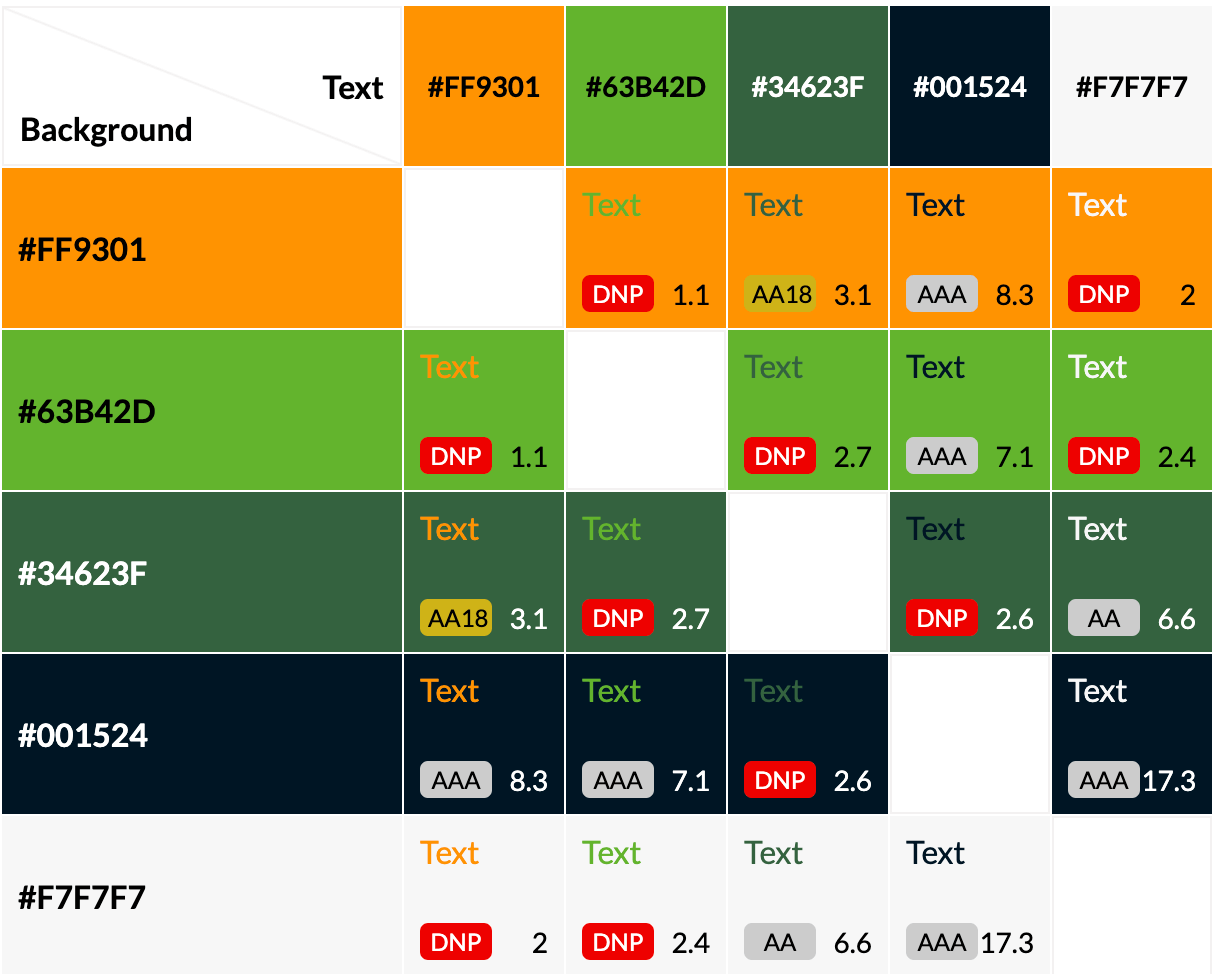 Text
Background
#FF9301 #63B42D #34623F #001524 #F7F7F7
#FF9301
Text Text Text Text
DNP 1.1 AA18 3.1 AAA 8.3 DNP 2
#63B42D
Text Text Text Text
DNP 1.1 DNP 2.7 AAA 7.1 DNP 2.4
#34623F
Text Text Text Text
AA18 3.1 DNP 2.7 DNP 2.6 AA 6.6
#001524
Text Text Text Text
AAA 8.3 AAA 7.1 DNP 2.6 AAA 17.3
#F7F7F7
Text Text Text Text
DNP 2 DNP 2.4 AA 6.6 AAA 17.3